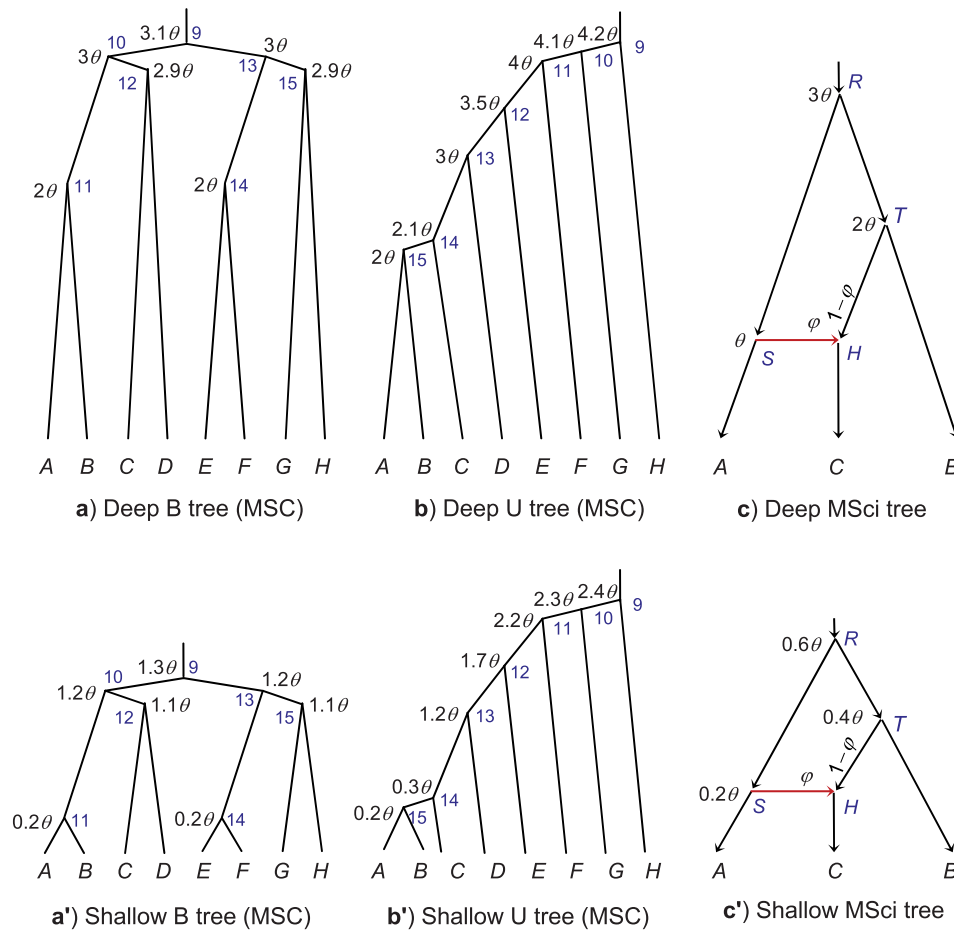 3.1θ 9
10 3θ
3θ 13 2.9θ
12 2.9θ 15
2θ 11 2θ 14
A B C D E F G H
a) Deep B tree (MSC)
4.1θ 4.2θ 9
4θ 11 10
3.5θ 12
3θ 13
2.1θ 14
2θ 15
A B C D E F G H
b) Deep U tree (MSC)
R
3θ
T
2θ
φ 1−φ
θ
S H
A C B
c) Deep MSci tree
1.3θ 9
10 1.2θ
1.2θ 13 1.1θ
12 1.1θ 15
0.2θ 11 0.2θ 14
A B C D E F G H
a') Shallow B tree (MSC)
2.3θ 2.4θ 9
2.2θ 11 10
1.7θ 12
1.2θ 13
0.3θ 14
0.2θ 15
A B C D E F G H
b') Shallow U tree (MSC)
0.6θ R
0.4θ T
φ 1−φ
0.2θ S H
A C B
c') Shallow MSci tree